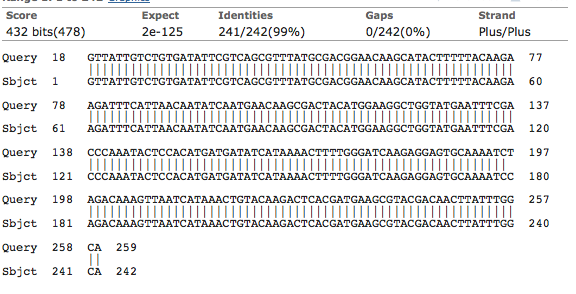 Score Expect Identities Gaps Strand
432 bits(478) 2e-125 241/242(99%) 0/242(0%) Plus/Plus
Query 18 GTTATTGTCTGTGATATTCGTCAGCGTTTATGCGACGGAACAAGCATACTTTTTACAAGA 77
Sbjct 1 GTTATTGTCTGTGATATTCGTCAGCGTTTATGCGACGGAACAAGCATACTTTTTACAAGA 60
Query 78 AGATTTCATTAACAATATCAATGAACAAGCGACTACATGGAAGGCTGGTATGAATTTCGA 137
Sbjct 61 AGATTTCATTAACAATATCAATGAACAAGCGACTACATGGAAGGCTGGTATGAATTTCGA 120
Query 138 CCCAAATACTCCACATGATGATATCATAAAACTTTTGGGATCAAGAGGAGTGCAAAATCT 197
Sbjct 121 CCCAAATACTCCACATGATGATATCATAAAACTTTTGGGATCAAGAGGAGTGCAAAATCC 180
Query 198 AGACAAAGTTAATCATAAACTGTACAAGACTCACGATGAAGCGTACGACAACTTATTTGG 257
Sbjct 181 AGACAAAGTTAATCATAAACTGTACAAGACTCACGATGAAGCGTACGACAACTTATTTGG 240
Query 258 CA 259
Sbjct 241 CA 242